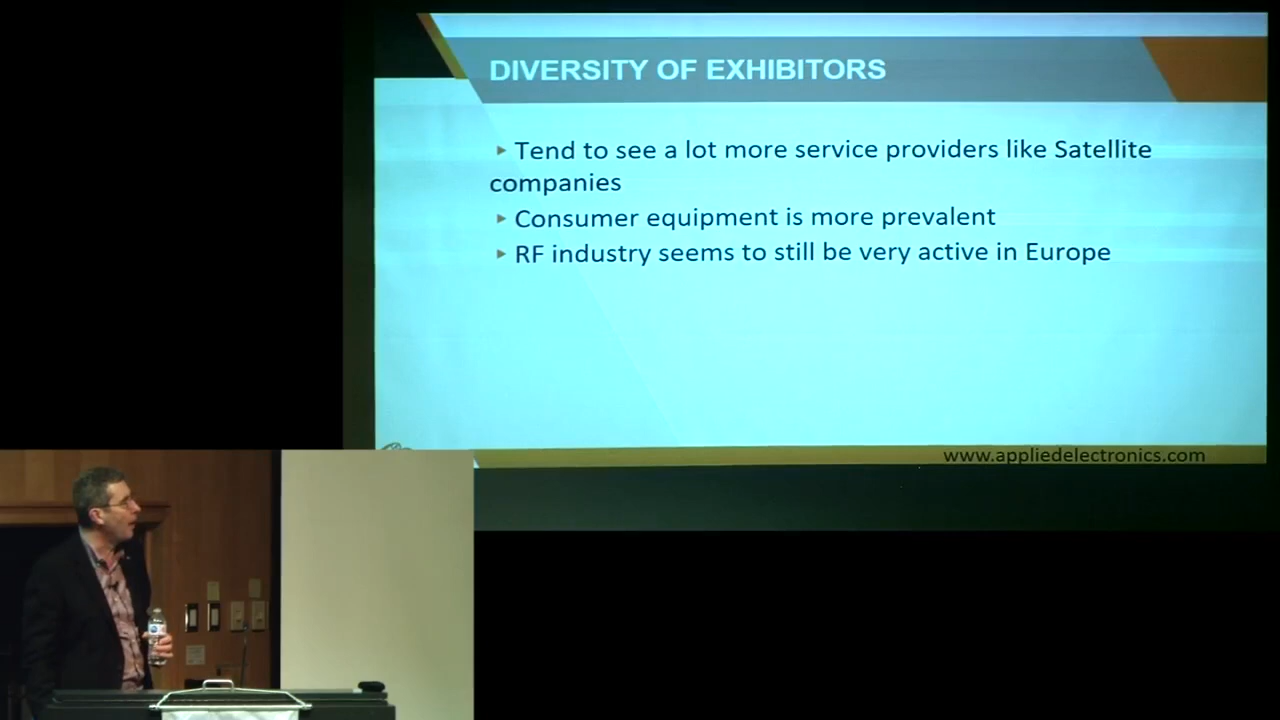 DIVERSITY OF EXHIBITORS
▸ Tend to see a lot more service providers like Satellite
companies
▸ Consumer equipment is more prevalent
▸ RF industry seems to still be very active in Europe
www.appliedelectronics.com